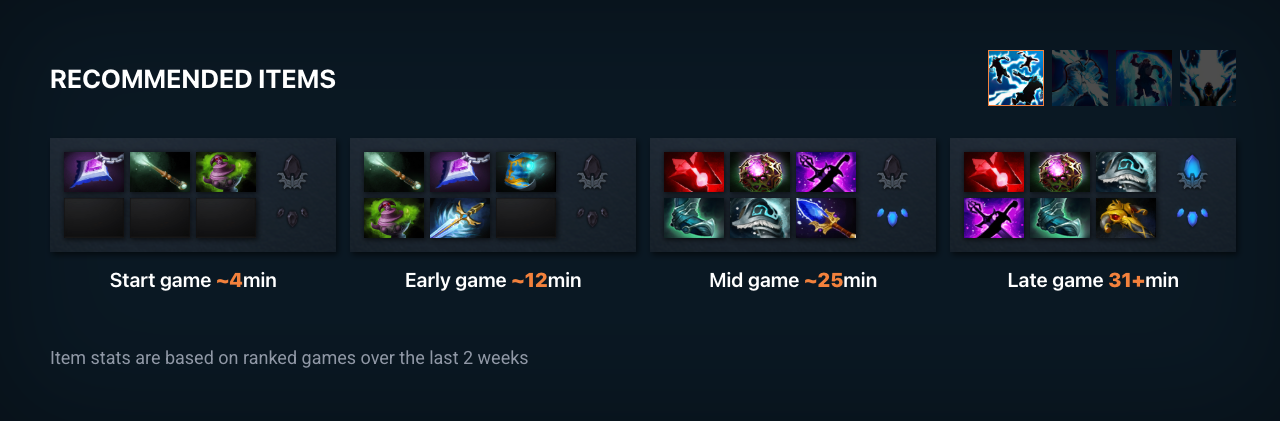 RECOMMENDED ITEMS
Start game ~4min
Early game ~12min
Mid game ~25min
Late game 31+min
Item stats are based on ranked games over the last 2 weeks